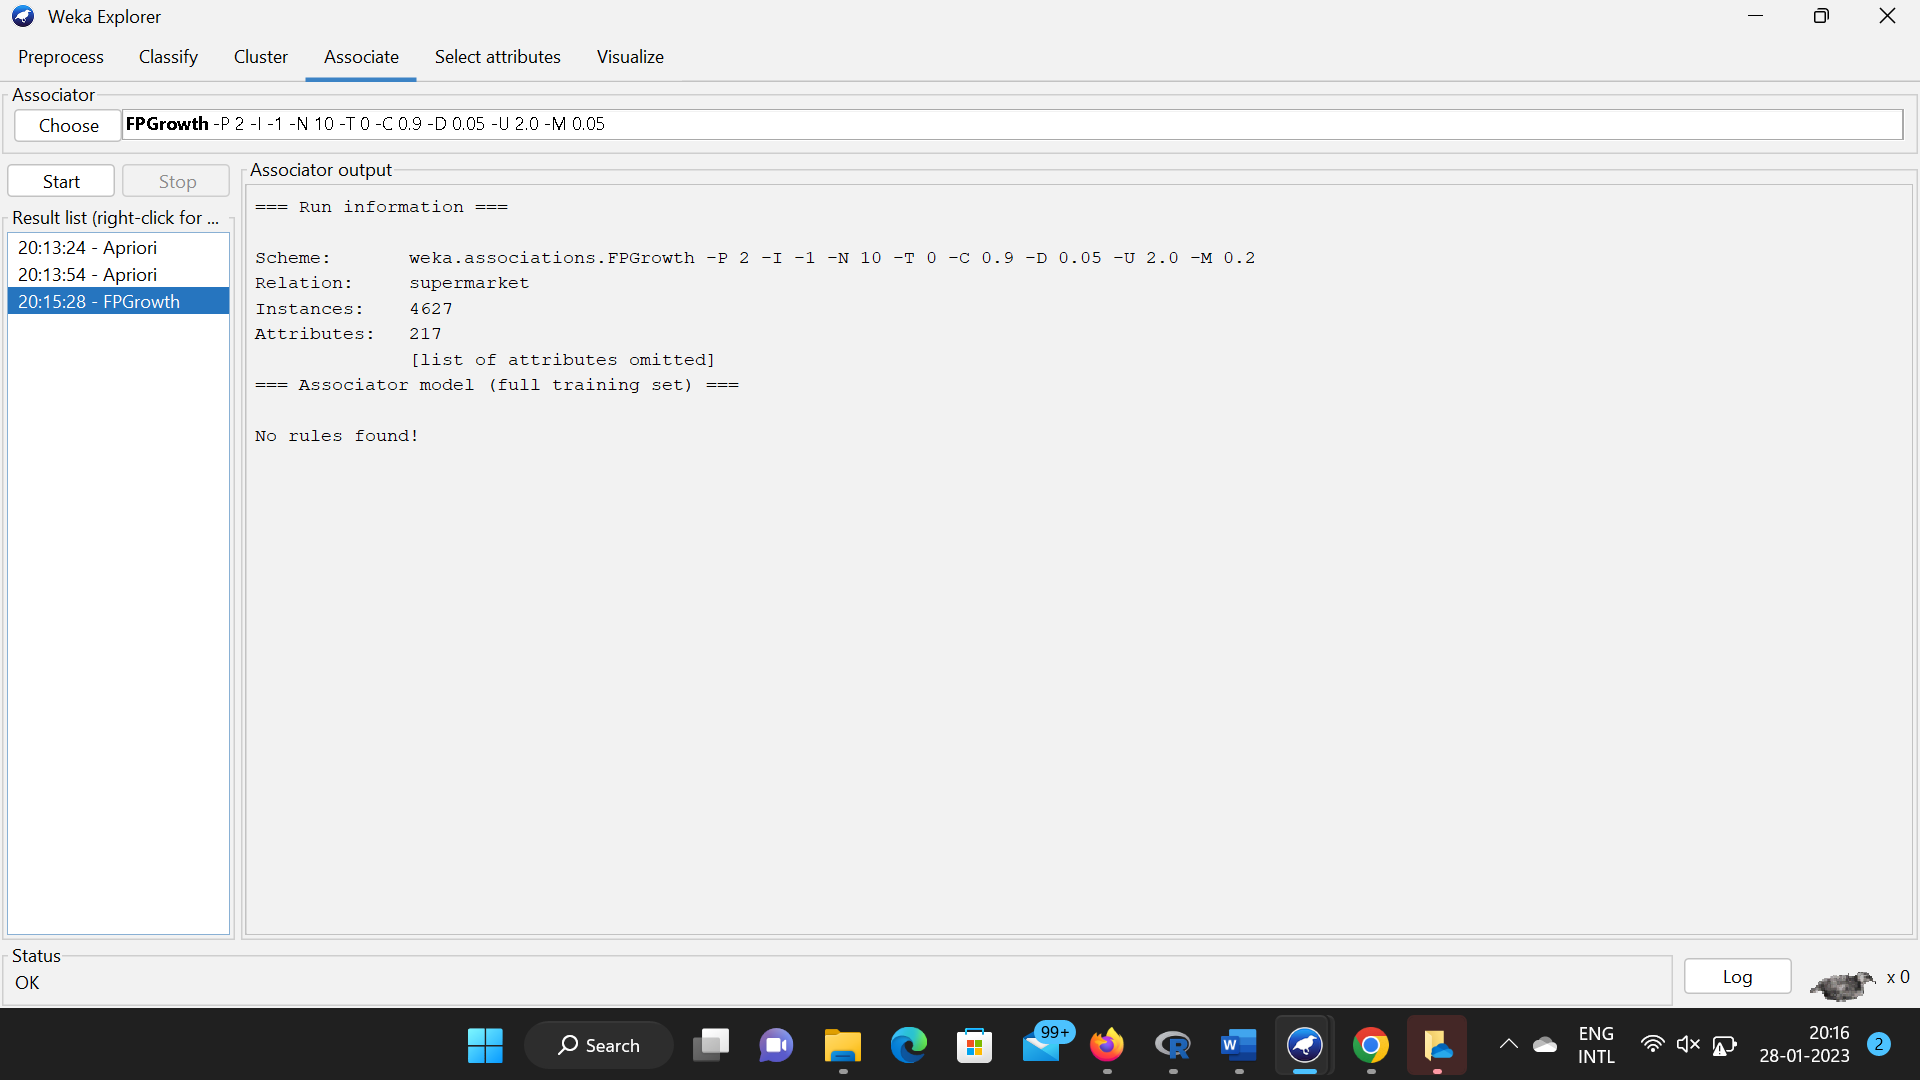 Weka Explorer
Preprocess Classify Cluster Associate Select attributes Visualize
Associator
Choose FPGrowth -P 2 -I -1 -N 10 -T 0 -C 0.9 -D 0.05 -U 2.0 -M 0.05
Start Stop
Result list (right-click for ...
20:13:24 - Apriori
20:13:54 - Apriori
20:15:28 - FPGrowth
Associator output
=== Run information ===
Scheme: weka.associations.FPGrowth -P 2 -I -1 -N 10 -T 0 -C 0.9 -D 0.05 -U 2.0 -M 0.2
Relation: supermarket
Instances: 4627
Attributes: 217
[list of attributes omitted]
=== Associator model (full training set) ===
No rules found!
Status
OK
Log x 0
Search
99+
R
W
ENG
INTL
20:16
28-01-2023
2